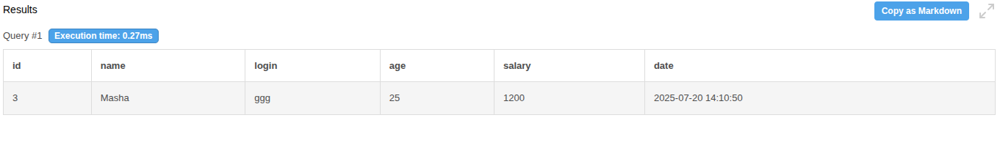 Results
Copy as Markdown
Query #1 Execution time: 0.27ms
id name login age salary date
3 Masha ggg 25 1200 2025-07-20 14:10:50